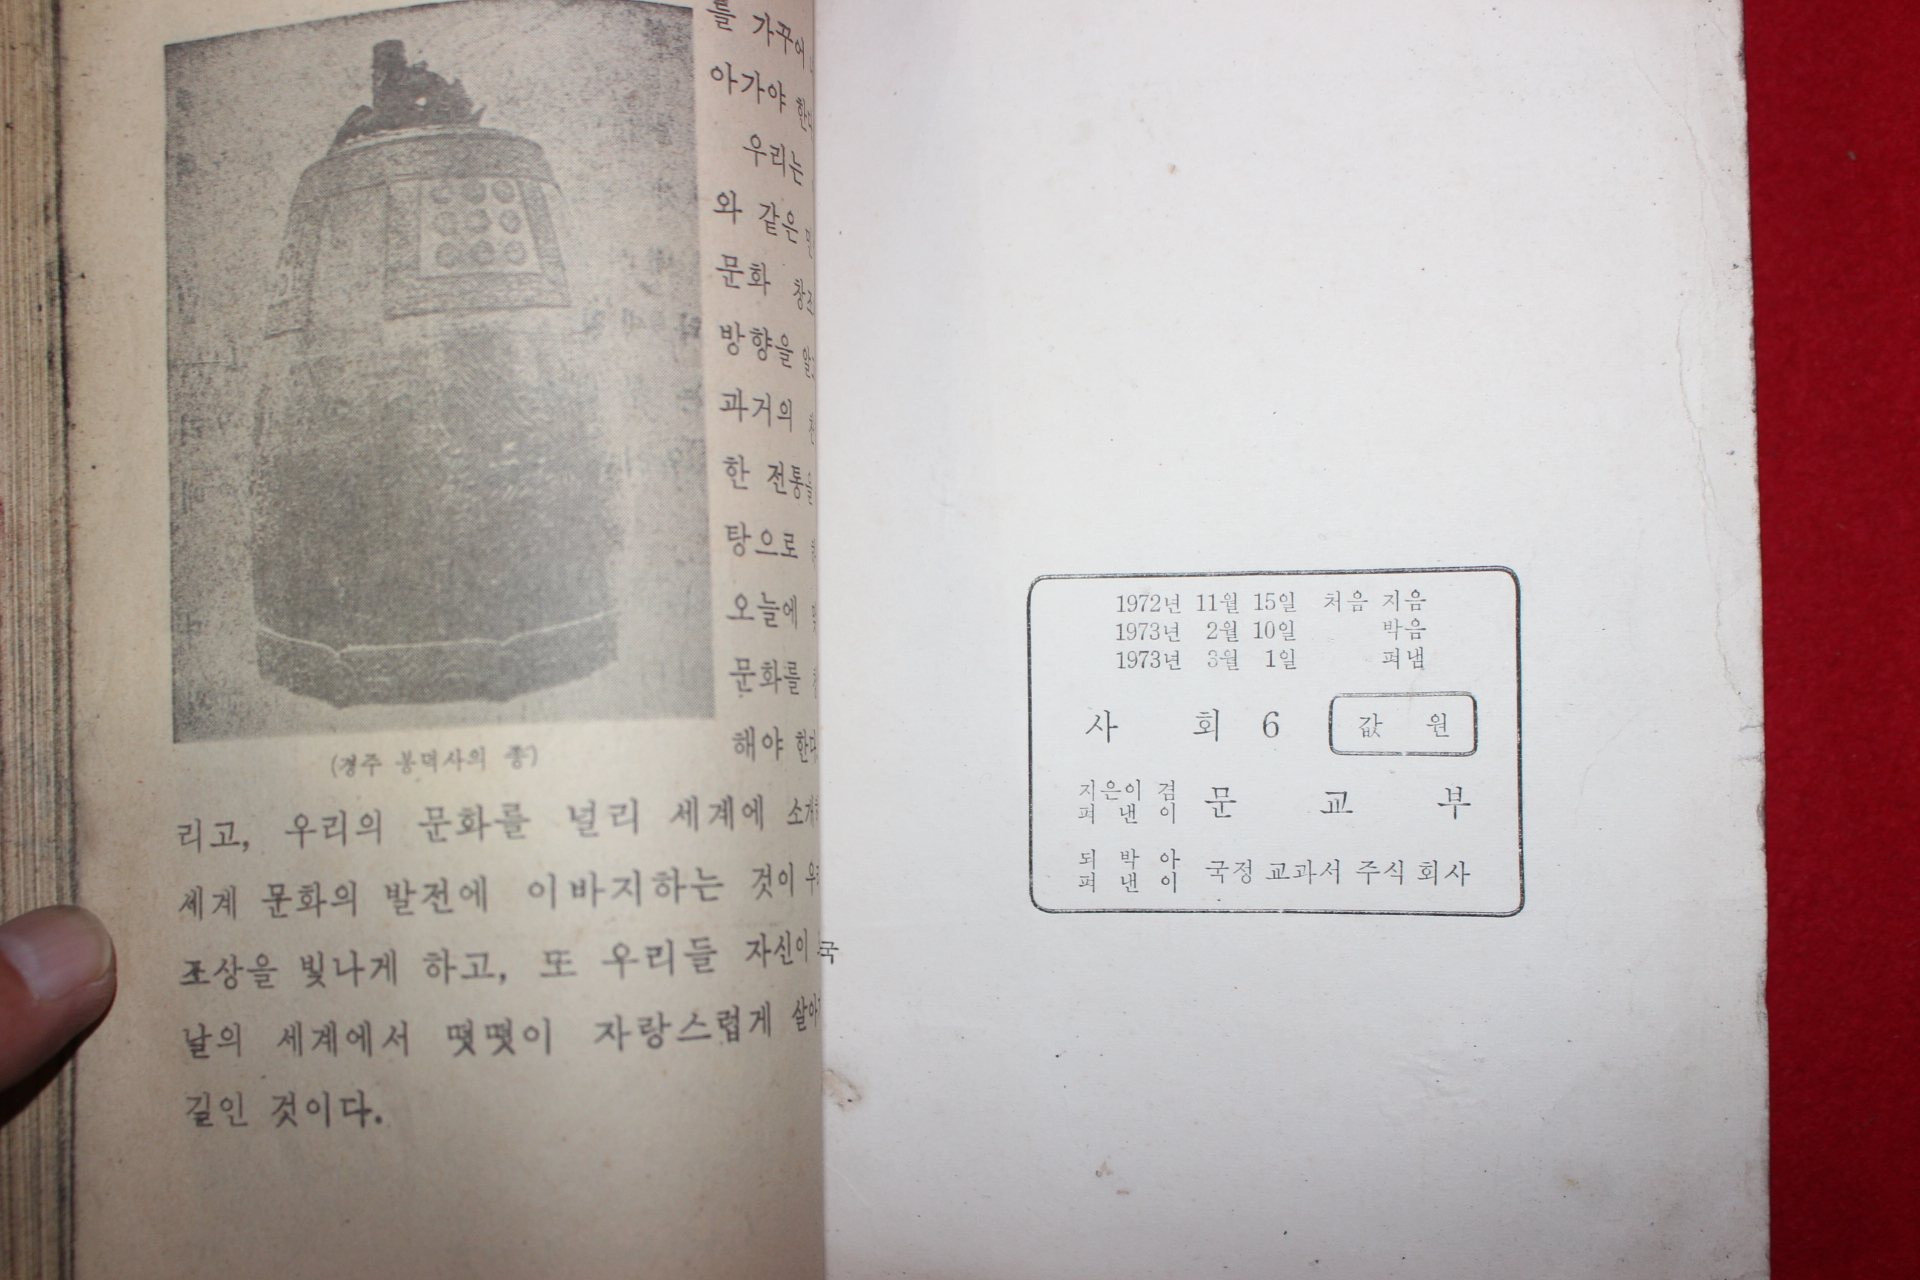 를 가꾸어
아가야
우리는
와 같은
문화 창조
방향을
과거의
한 전통을
탕으로
오늘에
문화를
해야 한다
(경주 봉덕사의 종)
리고, 우리의 문화를 널리 세계에 소개
세계 문화의 발전에 이바지하는 것이
조상을 빛나게 하고, 또 우리들 자신이
국
날의 세계에서 떳떳이 자랑스럽게 살아
길인 것이다.
1972년 11월 15일 처음 지음
1973년 2월 10일 박음
1973년 3월 1일 펴냄
사 회 6 값 원
지은이 겸
펴 낸 이
문 교 부
되 박 아
펴 낸 이
국정 교과서 주식 회사